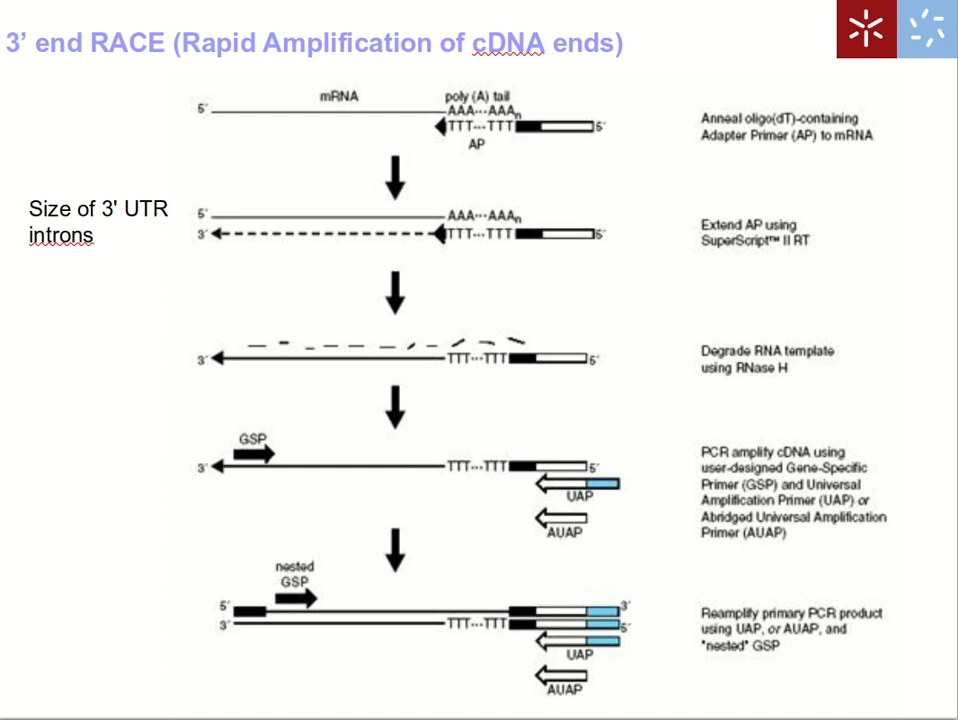 3’ end RACE (Rapid Amplification of cDNA ends)
mRNA
poly (A) tail
5´
AAA···AAAn
TTT···TTT
5´
AP
Anneal oligo(dT)-containing
Adapter Primer (AP) to mRNA
Size of 3' UTR
introns
5´
AAA···AAAn
3´
TTT···TTT
5´
Extend AP using
SuperScript™ II RT
3´
TTT···TTT
5´
Degrade RNA template
using RNase H
GSP
3´
TTT···TTT
5´
UAP
AUAP
PCR amplify cDNA using
user-designed Gene-Specific
Primer (GSP) and Universal
Amplification Primer (UAP) or
Abridged Universal Amplification
Primer (AUAP)
nested
GSP
5´
3´
3´
TTT···TTT
5´
UAP
AUAP
Reamplify primary PCR product
using UAP, or AUAP, and
"nested" GSP